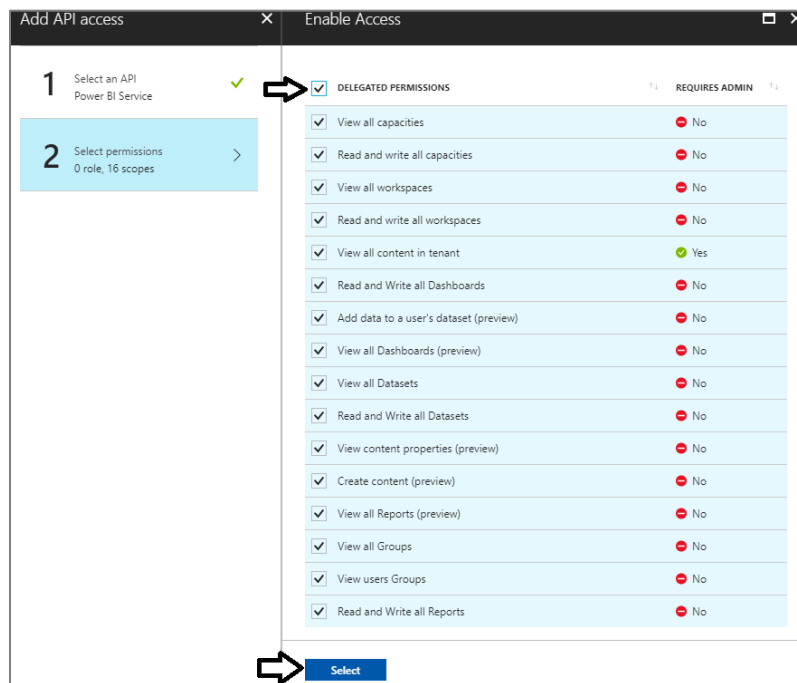 Add API access
Enable Access
1
Select an API
Power BI Service
2
Select permissions
0 role, 16 scopes
DELEGATED PERMISSIONS REQUIRES ADMIN
View all capacities No
Read and write all capacities No
View all workspaces No
Read and write all workspaces No
View all content in tenant Yes
Read and Write all Dashboards No
Add data to a user's dataset (preview) No
View all Dashboards (preview) No
View all Datasets No
Read and Write all Datasets No
View content properties (preview) No
Create content (preview) No
View all Reports (preview) No
View all Groups No
View users Groups No
Read and Write all Reports No
Select